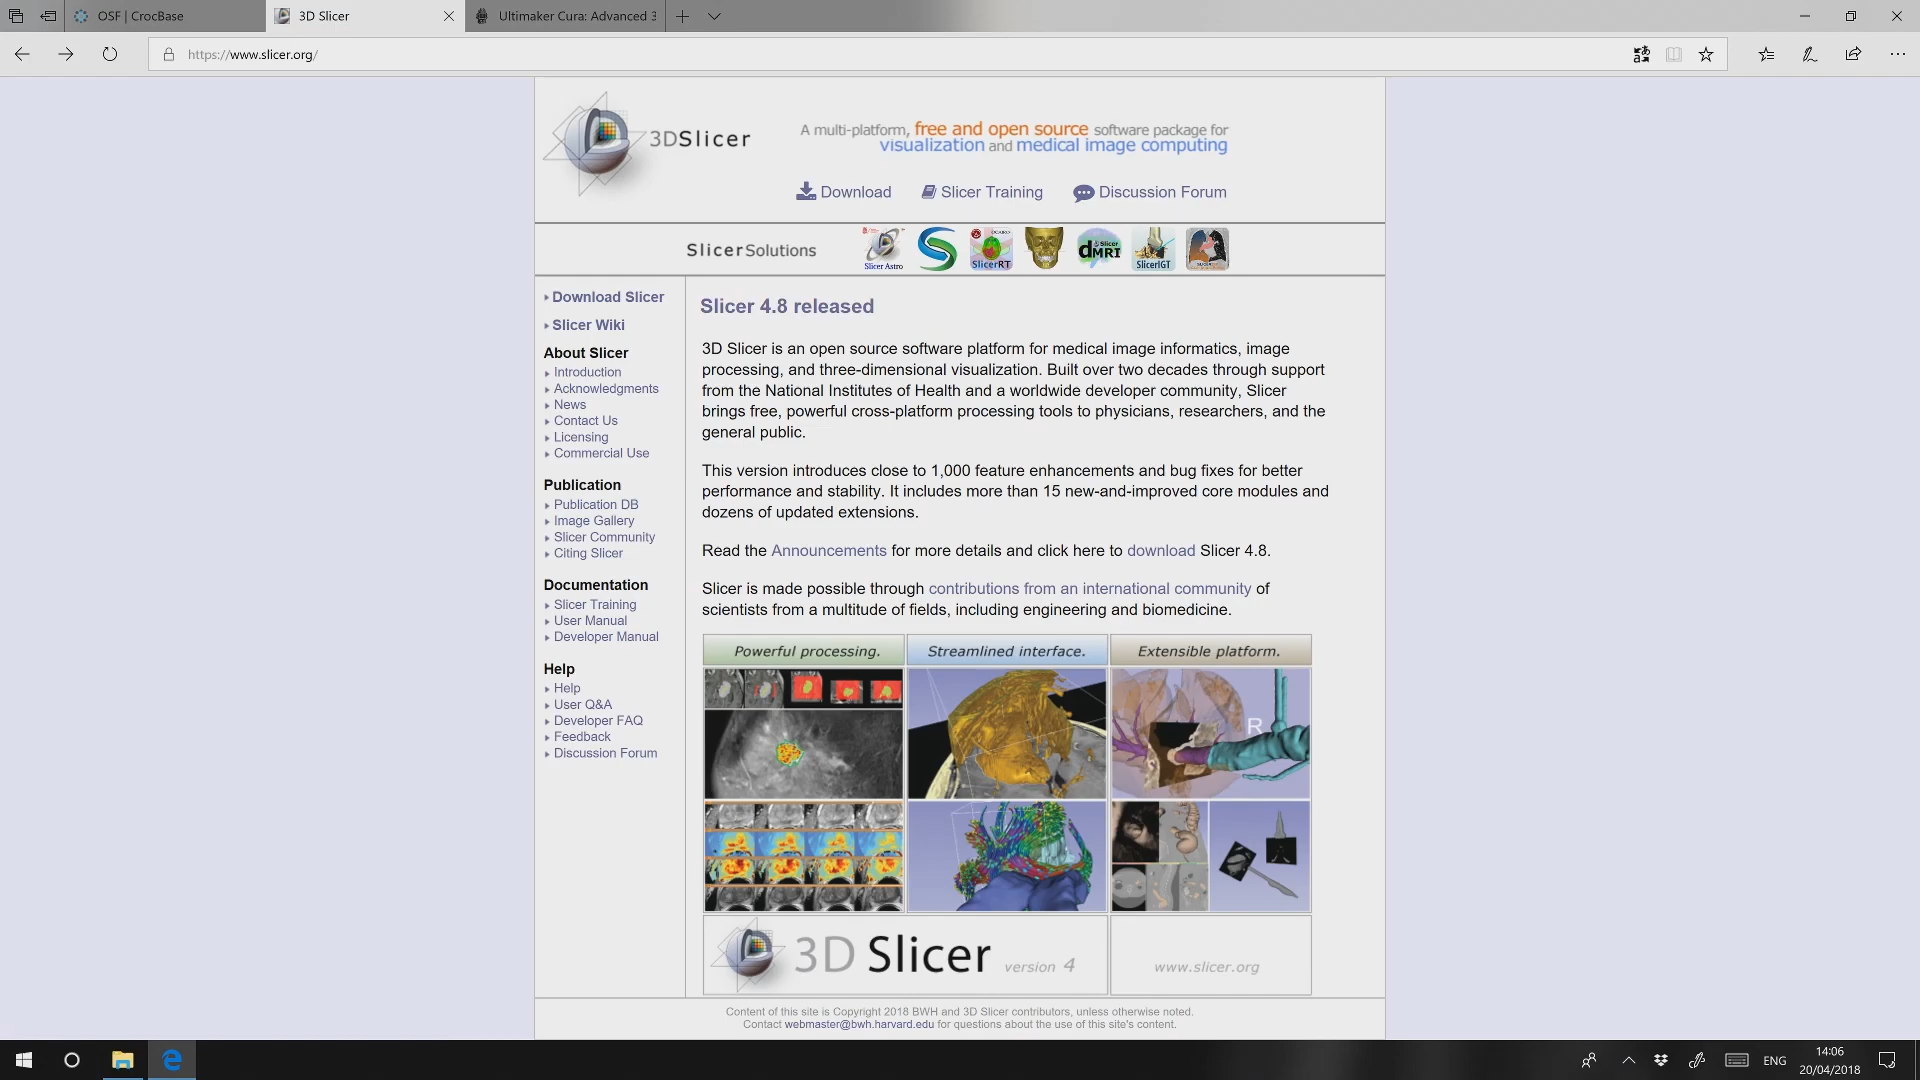 OSF | CrocBase
3D Slicer
Ultimaker Cura: Advanced 3
https://www.slicer.org/
3DSlicer
A multi-platform, free and open source software package for
visualization and medical image computing
Download
Slicer Training
Discussion Forum
SlicerSolutions
Slicer Astro
SlicerRT
Slicer
dMRI
SlicerIGT
Download Slicer
Slicer Wiki
About Slicer
Introduction
Acknowledgments
News
Contact Us
Licensing
Commercial Use
Publication
Publication DB
Image Gallery
Slicer Community
Citing Slicer
Documentation
Slicer Training
User Manual
Developer Manual
Help
Help
User Q&A
Developer FAQ
Feedback
Discussion Forum
Slicer 4.8 released
3D Slicer is an open source software platform for medical image informatics, image
processing, and three-dimensional visualization. Built over two decades through support
from the National Institutes of Health and a worldwide developer community, Slicer
brings free, powerful cross-platform processing tools to physicians, researchers, and the
general public.
This version introduces close to 1,000 feature enhancements and bug fixes for better
performance and stability. It includes more than 15 new-and-improved core modules and
dozens of updated extensions.
Read the Announcements for more details and click here to download Slicer 4.8.
Slicer is made possible through contributions from an international community of
scientists from a multitude of fields, including engineering and biomedicine.
Powerful processing.
Streamlined interface.
Extensible platform.
R
3D Slicer version 4
www.slicer.org
Content of this site is Copyright 2018 BWH and 3D Slicer contributors, unless otherwise noted.
Contact webmaster@bwh.harvard.edu for questions about the use of this site's content.
ENG
14:06
20/04/2018